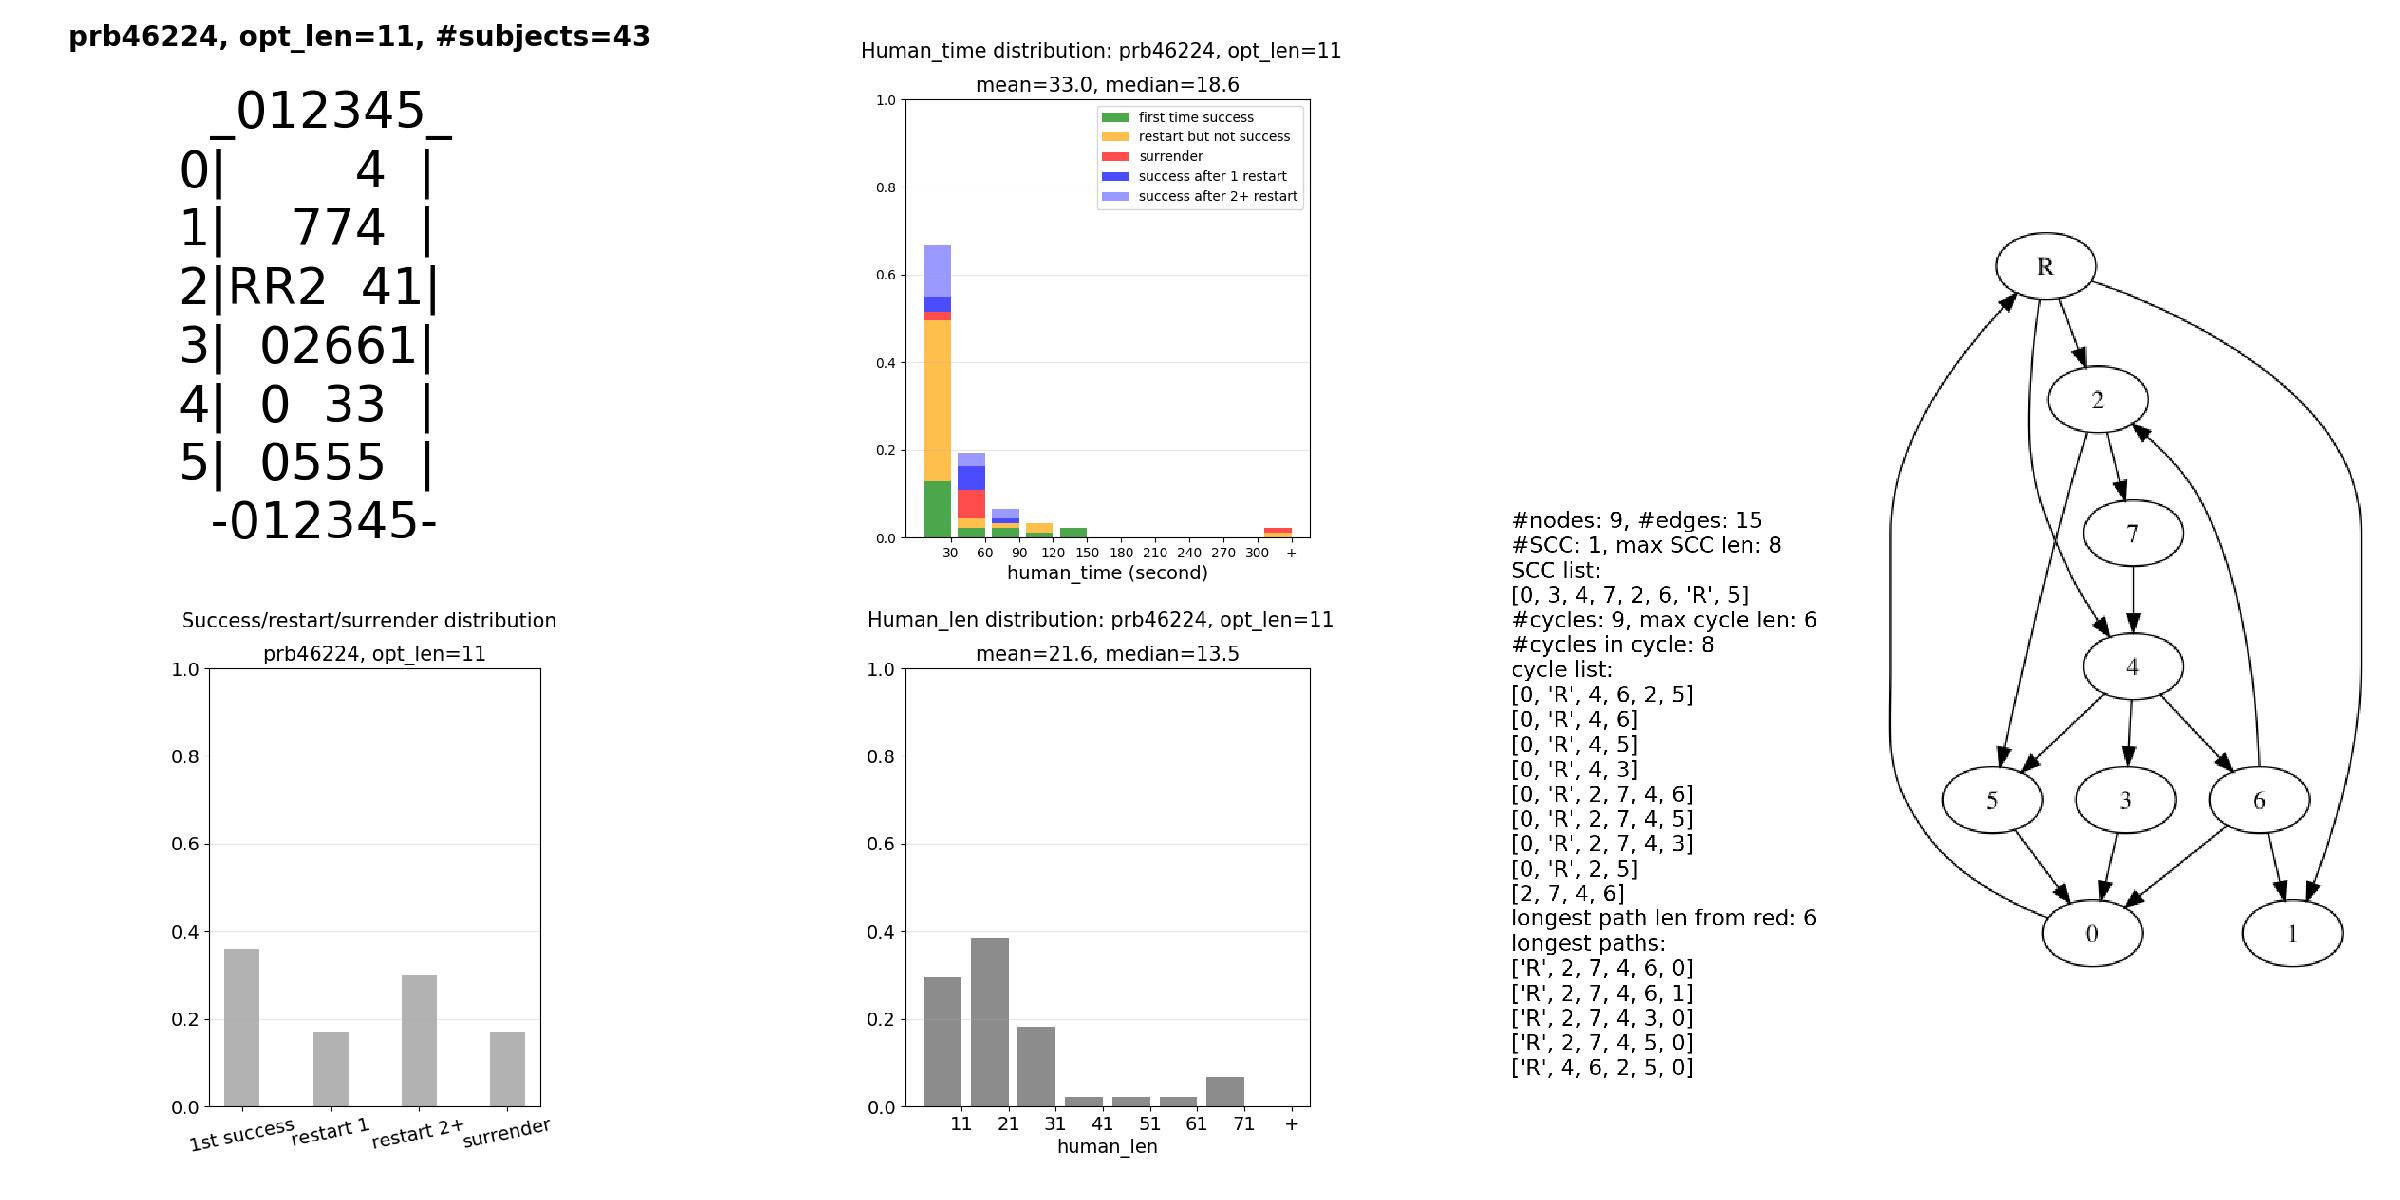 prb46224, opt_len=11, #subjects=43
_012345_
0|    4 |
1|  774 |
2|RR2 41|
3| 02661|
4| 0 33 |
5| 0555 |
-012345-
Human_time distribution: prb46224, opt_len=11
mean=33.0, median=18.6
1.0
0.8
0.6
0.4
0.2
0.0
first time success
restart but not success
surrender
success after 1 restart
success after 2+ restart
30 60 90 120 150 180 210 240 270 300 +
human_time (second)
Success/restart/surrender distribution
prb46224, opt_len=11
1.0
0.8
0.6
0.4
0.2
0.0
1st success restart 1 restart 2+ surrender
Human_len distribution: prb46224, opt_len=11
mean=21.6, median=13.5
1.0
0.8
0.6
0.4
0.2
0.0
11 21 31 41 51 61 71 +
human_len
#nodes: 9, #edges: 15
#SCC: 1, max SCC len: 8
SCC list:
[0, 3, 4, 7, 2, 6, 'R', 5]
#cycles: 9, max cycle len: 6
#cycles in cycle: 8
cycle list:
[0, 'R', 4, 6, 2, 5]
[0, 'R', 4, 6]
[0, 'R', 4, 5]
[0, 'R', 4, 3]
[0, 'R', 2, 7, 4, 6]
[0, 'R', 2, 7, 4, 5]
[0, 'R', 2, 7, 4, 3]
[0, 'R', 2, 5]
[2, 7, 4, 6]
longest path len from red: 6
longest paths:
['R', 2, 7, 4, 6, 0]
['R', 2, 7, 4, 6, 1]
['R', 2, 7, 4, 3, 0]
['R', 2, 7, 4, 5, 0]
['R', 4, 6, 2, 5, 0]
R
2
7
4
5 3 6
0 1